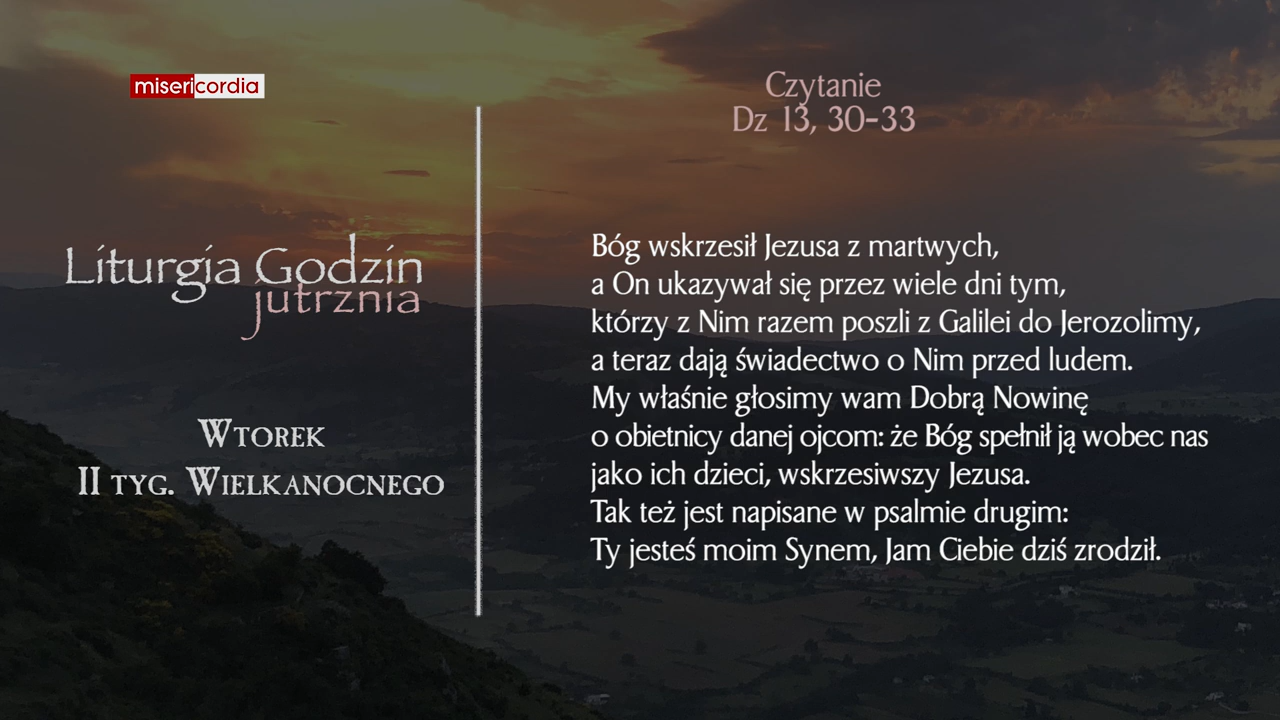 misericordia
Liturgia Godzin
jutrznia
Wtorek
II tyg. Wielkanocnego
Czytanie
Dz 13, 30-33
Bóg wskrzesił Jezusa z martwych,
a On ukazywał się przez wiele dni tym,
którzy z Nim razem poszli z Galilei do Jerozolimy,
a teraz dają świadectwo o Nim przed ludem.
My właśnie głosimy wam Dobrą Nowinę
o obietnicy danej ojcom: że Bóg spełnił ją wobec nas
jako ich dzieci, wskrzesiwszy Jezusa.
Tak też jest napisane w psalmie drugim:
Ty jesteś moim Synem, Jam Ciebie dziś zrodził.